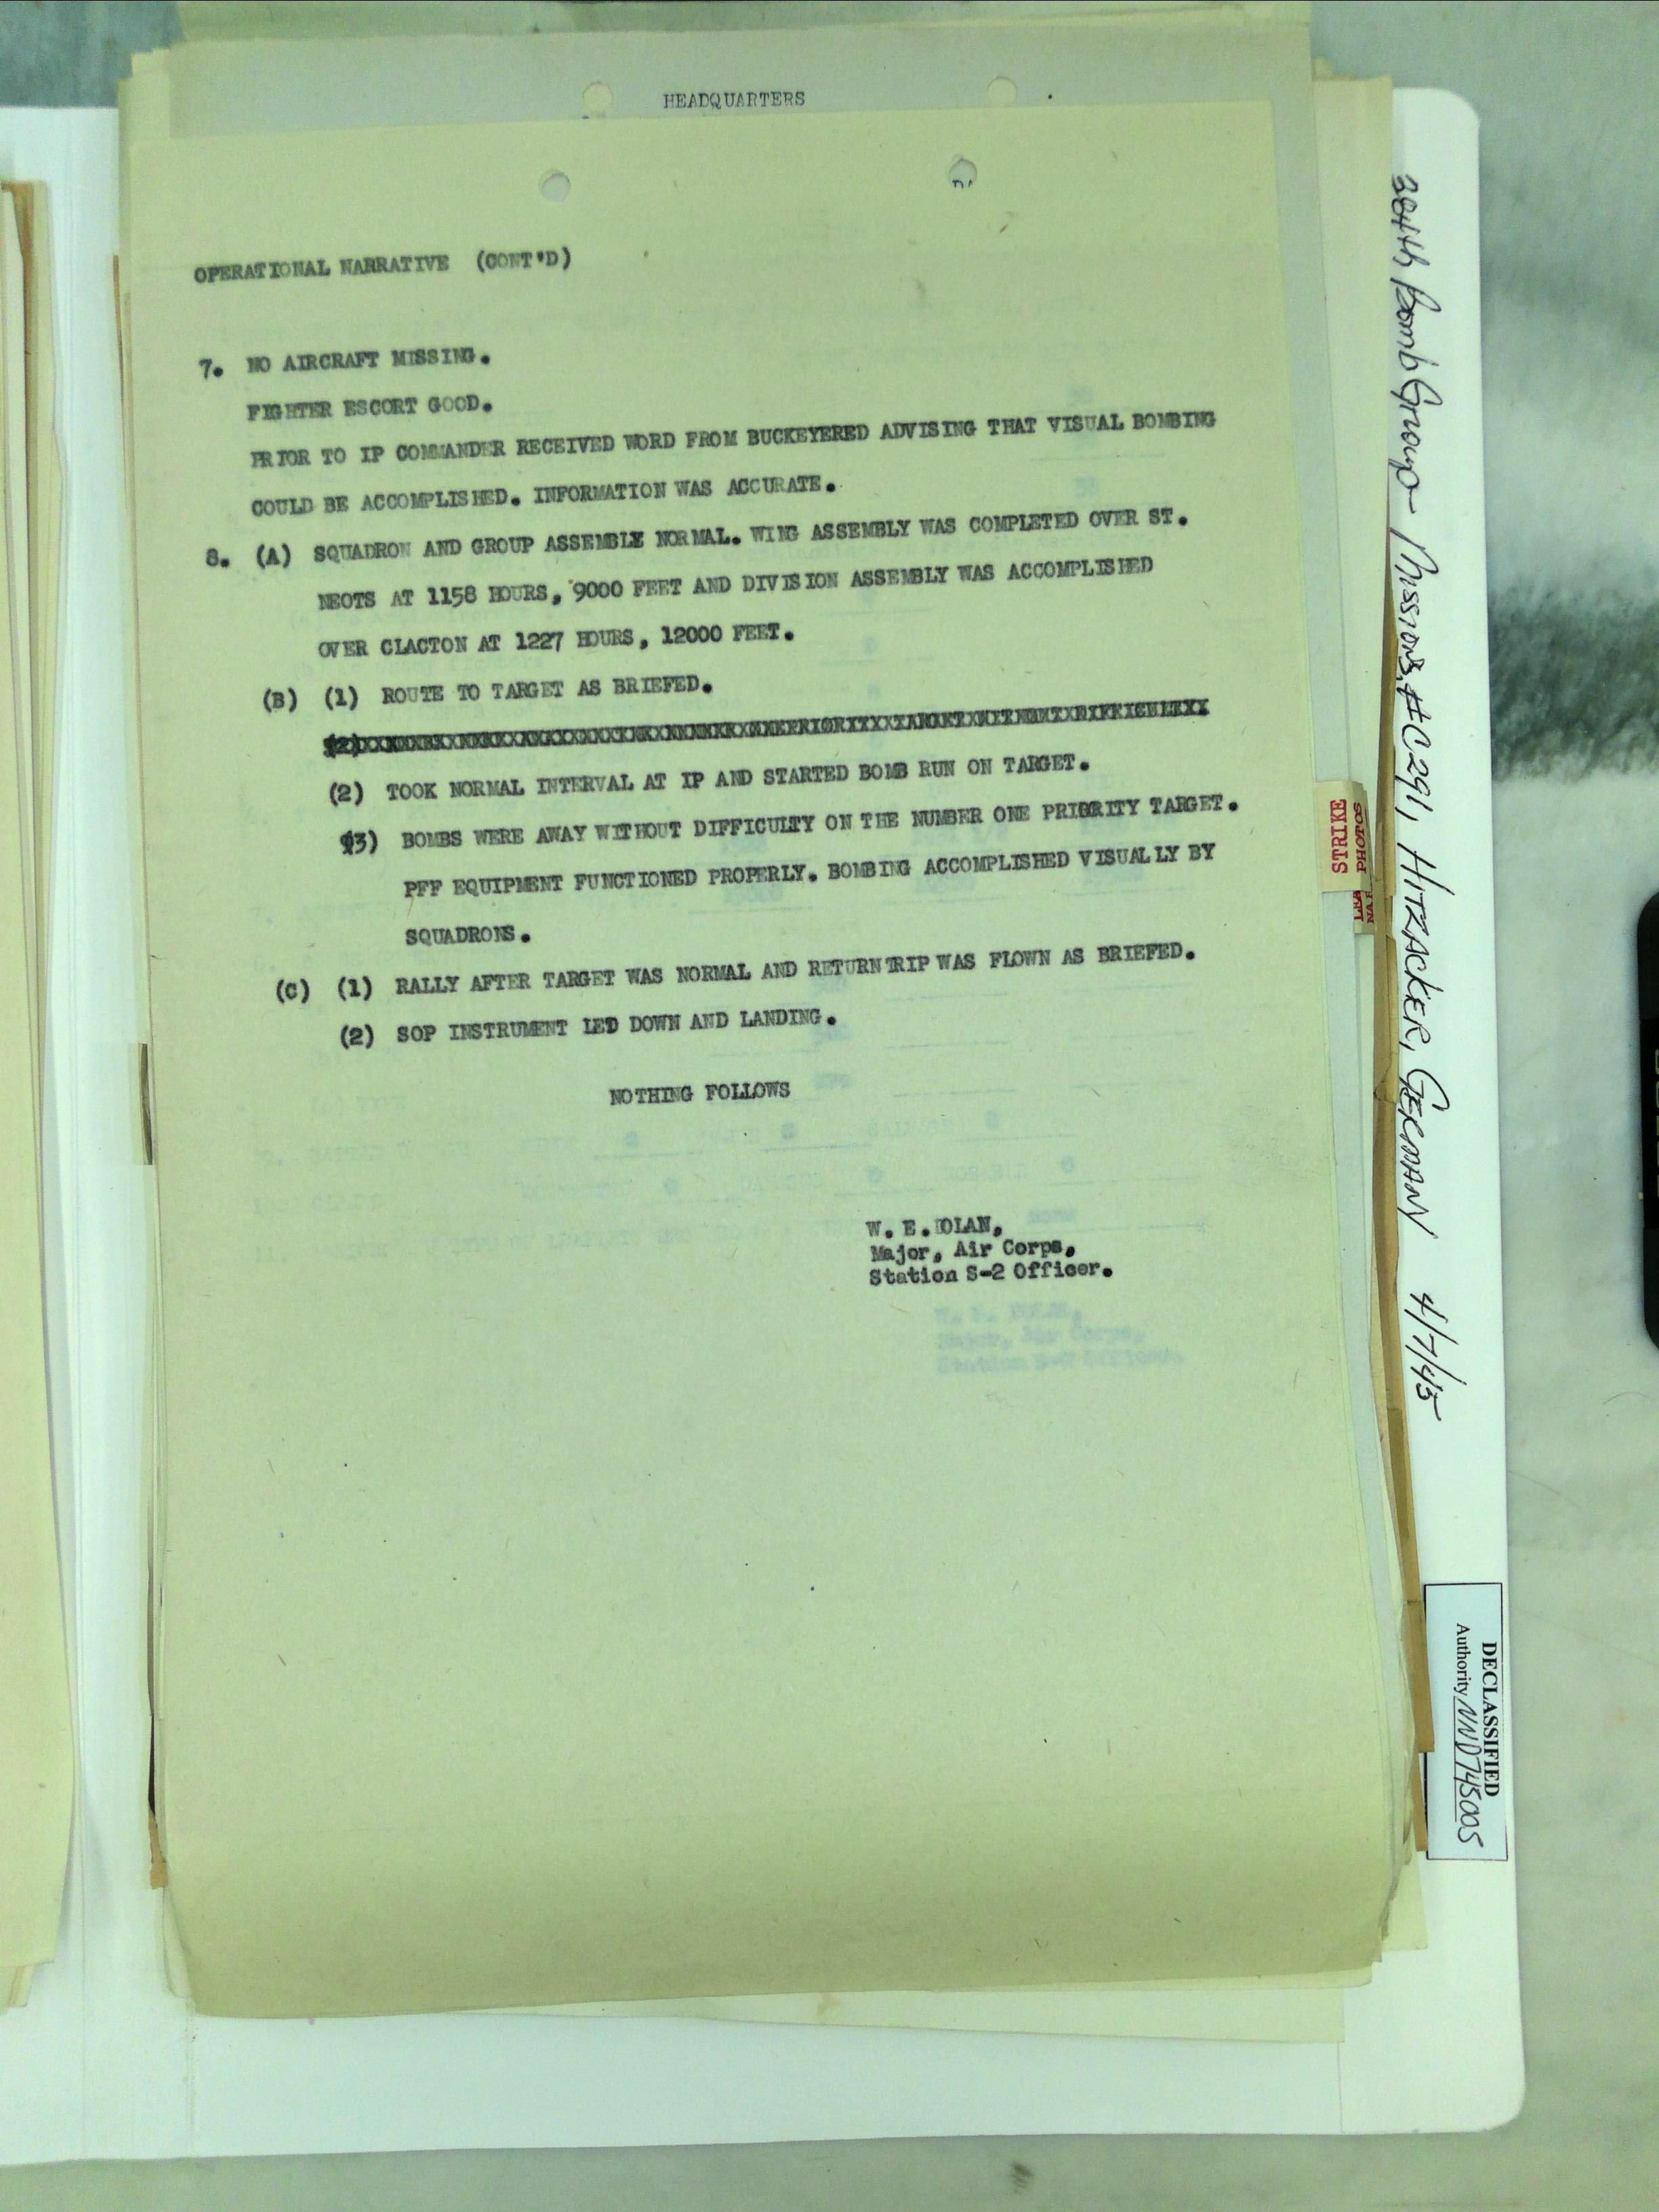 HEADQUARTERS
OPERATIONAL NARRATIVE (CONT'D)
7. NO AIRCRAFT MISSING.
FIGHTER ESCORT GOOD.
PRIOR TO IP COMMANDER RECEIVED WORD FROM BUCKEYERED ADVISING THAT VISUAL BOMBING
COULD BE ACCOMPLISHED. INFORMATION WAS ACCURATE.
8. (A) SQUADRON AND GROUP ASSEMBLY NORMAL. WING ASSEMBLY WAS COMPLETED OVER ST.
NEOTS AT 1158 HOURS, 9000 FEET AND DIVISION ASSEMBLY WAS ACCOMPLISHED
OVER CLACTON AT 1227 HOURS, 12000 FEET.
(B) (1) ROUTE TO TARGET AS BRIEFED.
(2) TOOK NORMAL INTERVAL AT IP AND STARTED BOMB RUN ON TARGET.
(3) BOMBS WERE AWAY WITHOUT DIFFICULTY ON THE NUMBER ONE PRIORITY TARGET.
PFF EQUIPMENT FUNCTIONED PROPERLY. BOMBING ACCOMPLISHED VISUALLY BY
SQUADRONS.
(C) (1) RALLY AFTER TARGET WAS NORMAL AND RETURN TRIP WAS FLOWN AS BRIEFED.
(2) SOP INSTRUMENT LET DOWN AND LANDING.
NOTHING FOLLOWS
W. E. DOLAN,
Major, Air Corps,
Station S-2 Officer.
STRIKE
PHOTOS
Bomb Group Mission #C291, HITZACKER, GERMANY 4/7/45
DECLASSIFIED
Authority NND745005